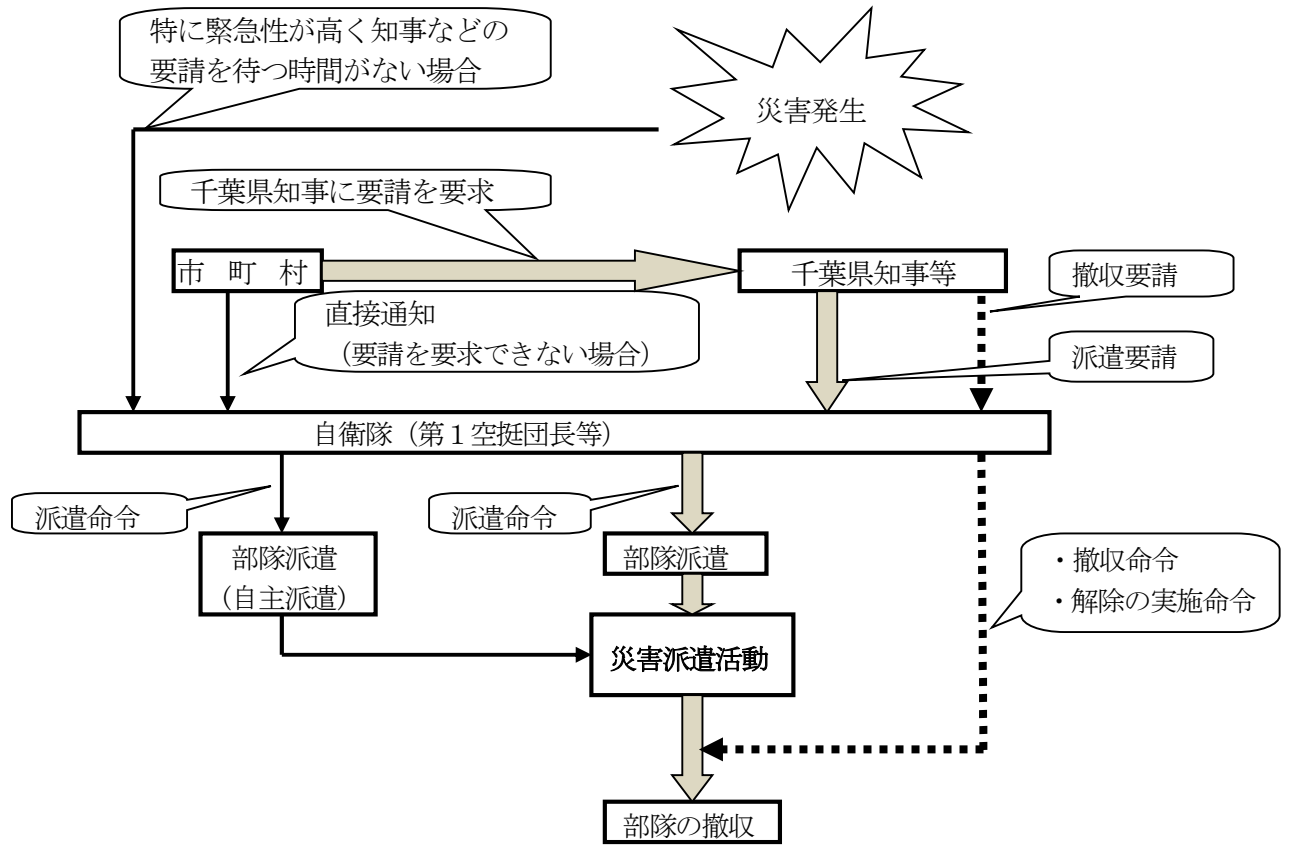 特に緊急性が高く知事などの
要請を待つ時間がない場合
災害発生
千葉県知事に要請を要求
市　町　村
千葉県知事等
撤収要請
直接通知
（要請を要求できない場合）
派遣要請
自衛隊（第１空挺団長等）
派遣命令
派遣命令
部隊派遣
（自主派遣）
部隊派遣
・撤収命令
・解除の実施命令
災害派遣活動
部隊の撤収